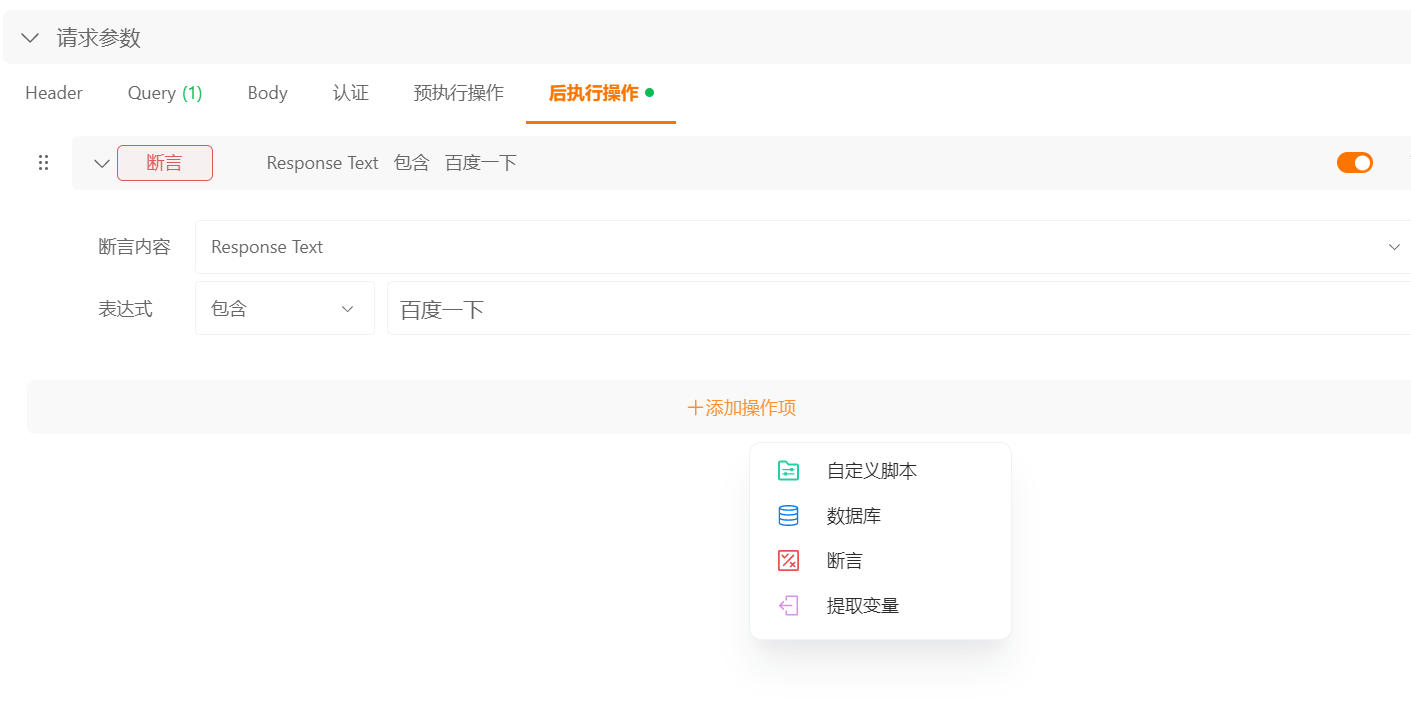 请求参数
Header Query (1) Body 认证 预执行操作 后执行操作
断言 Response Text 包含 百度一下
断言内容 Response Text
表达式 包含 百度一下
+添加操作项
自定义脚本
数据库
断言
提取变量